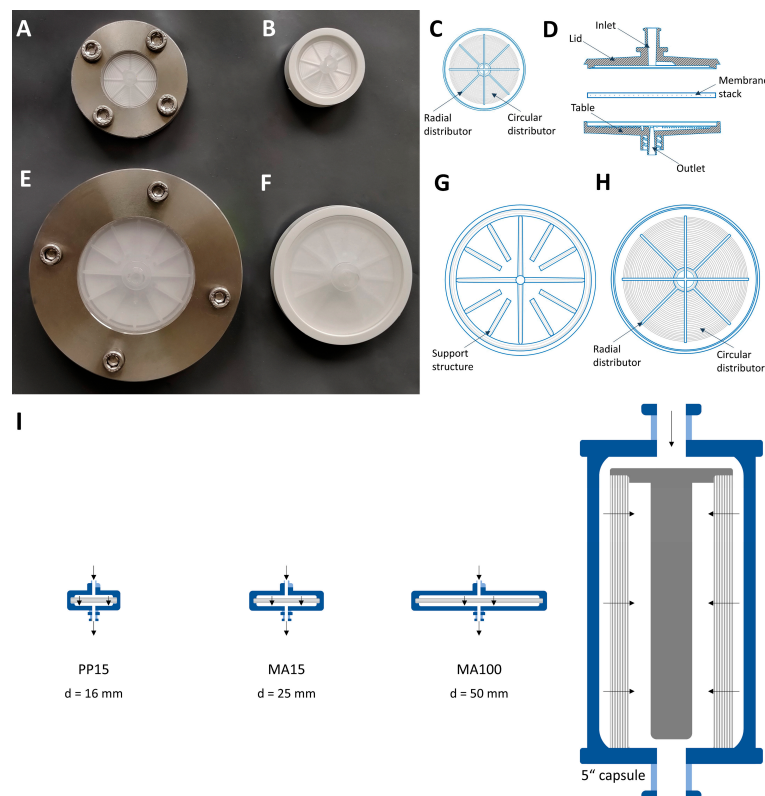 A
B
C
D
Inlet
Lid
Membrane
stack
Table
Outlet
Radial
distributor
Circular
distributor
E
F
G
H
Support
structure
Radial
distributor
Circular
distributor
I
PP15
d = 16 mm
MA15
d = 25 mm
MA100
d = 50 mm
5“ capsule